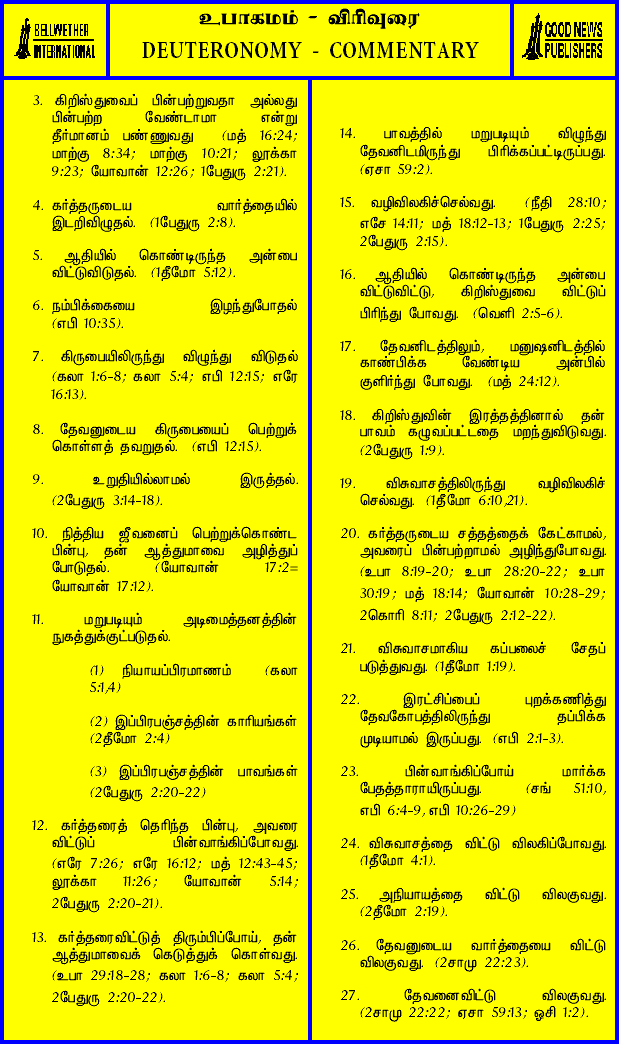 BELLWETHER
INTERNATIONAL
உபாகமம் - விரிவுரை
DEUTERONOMY - COMMENTARY
GOOD NEWS
PUBLISHERS
3. கிறிஸ்துவைப் பின்பற்றுவதா அல்லது
பின்பற்ற வேண்டாமா என்று
தீர்மானம் பண்ணுவது (மத் 16:24;
மாற்கு 8:34; மாற்கு 10:21; லூக்கா
9:23; யோவான் 12:26; 1பேதுரு 2:21).
4. கர்த்தருடைய வார்த்தையில்
இடறிவிழுதல். (1பேதுரு 2:8).
5. ஆதியில் கொண்டிருந்த அன்பை
விட்டுவிடுதல். (1தீமோ 5:12).
6. நம்பிக்கையை இழந்துபோதல்
(எபி 10:35).
7. கிருபையிலிருந்து விழுந்து விடுதல்
(கலா 1:6-8; கலா 5:4; எபி 12:15; எரே
16:13).
8. தேவனுடைய கிருபையைப் பெற்றுக்
கொள்ளத் தவறுதல். (எபி 12:15).
9. உறுதியில்லாமல் இருத்தல்.
(2பேதுரு 3:14-18).
10. நித்திய ஜீவனைப் பெற்றுக்கொண்ட
பின்பு, தன் ஆத்துமாவை அழித்துப்
போடுதல். (யோவான் 17:2=
யோவான் 17:12).
11. மறுபடியும் அடிமைத்தனத்தின்
நுகத்துக்குட்படுதல்.
(1) நியாயப்பிரமாணம் (கலா
5:1,4)
(2) இப்பிரபஞ்சத்தின் காரியங்கள்
(2தீமோ 2:4)
(3) இப்பிரபஞ்சத்தின் பாவங்கள்
(2பேதுரு 2:20-22)
12. கர்த்தரைத் தெரிந்த பின்பு, அவரை
விட்டுப் பின்வாங்கிப்போவது.
(எரே 7:26; எரே 16:12; மத் 12:43-45;
லூக்கா 11:26; யோவான் 5:14;
2பேதுரு 2:20-21).
13. கர்த்தரைவிட்டுத் திரும்பிப்போய், தன்
ஆத்துமாவைக் கெடுத்துக் கொள்வது.
(உபா 29:18-28; கலா 1:6-8; கலா 5:4;
2பேதுரு 2:20-22).
14. பாவத்தில் மறுபடியும் விழுந்து
தேவனிடமிருந்து பிரிக்கப்பட்டிருப்பது.
(ஏசா 59:2).
15. வழிவிலகிச்செல்வது. (நீதி 28:10;
எசே 14:11; மத் 18:12-13; 1பேதுரு 2:25;
2பேதுரு 2:15).
16. ஆதியில் கொண்டிருந்த அன்பை
விட்டுவிட்டு, கிறிஸ்துவை விட்டுப்
பிரிந்து போவது. (வெளி 2:5-6).
17. தேவனிடத்திலும், மனுஷனிடத்தில்
காண்பிக்க வேண்டிய அன்பில்
குளிர்ந்து போவது. (மத் 24:12).
18. கிறிஸ்துவின் இரத்தத்தினால் தன்
பாவம் கழுவப்பட்டதை மறந்துவிடுவது.
(2பேதுரு 1:9).
19. விசுவாசத்திலிருந்து வழிவிலகிச்
செல்வது. (1தீமோ 6:10,21).
20. கர்த்தருடைய சத்தத்தைக் கேட்காமல்,
அவரைப் பின்பற்றாமல் அழிந்துபோவது.
(உபா 8:19-20; உபா 28:20-22; உபா
30:19; மத் 18:14; யோவான் 10:28-29;
2கொரி 8:11; 2பேதுரு 2:12-22).
21. விசுவாசமாகிய கப்பலைச் சேதப்
படுத்துவது. (1தீமோ 1:19).
22. இரட்சிப்பைப் புறக்கணித்து
தேவகோபத்திலிருந்து தப்பிக்க
முடியாமல் இருப்பது. (எபி 2:1-3).
23. பின்வாங்கிப்போய் மார்க்க
பேதத்தாராயிருப்பது. (சங் 51:10,
எபி 6:4-9, எபி 10:26-29)
24. விசுவாசத்தை விட்டு விலகிப்போவது.
(1தீமோ 4:1).
25. அநியாயத்தை விட்டு விலகுவது.
(2தீமோ 2:19).
26. தேவனுடைய வார்த்தையை விட்டு
விலகுவது. (2சாமு 22:23).
27. தேவனைவிட்டு விலகுவது.
(2சாமு 22:22; ஏசா 59:13; ஓசி 1:2).